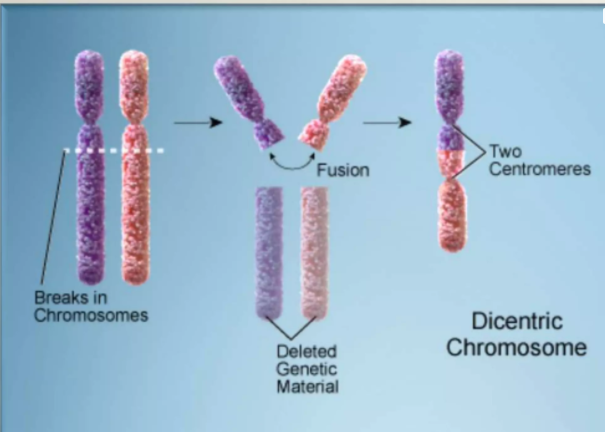 Breaks in
Chromosomes
Fusion
Deleted
Genetic
Material
Two
Centromeres
Dicentric
Chromosome